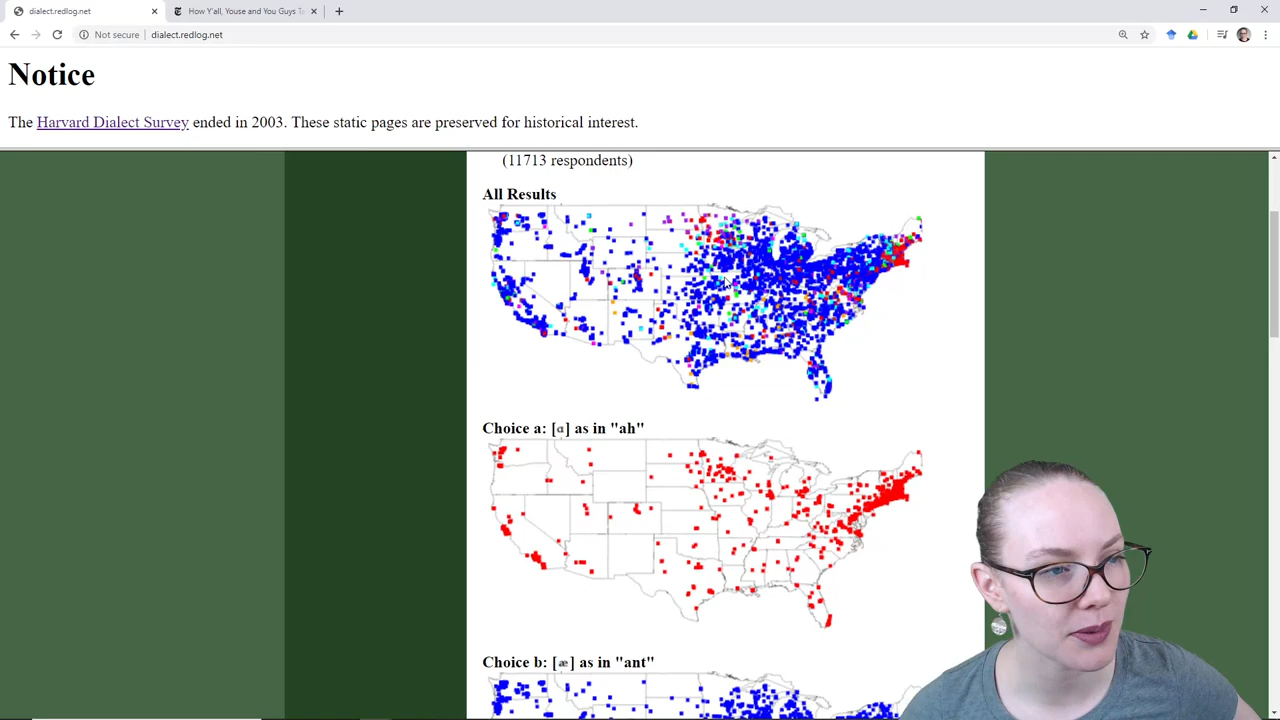 dialect.redlog.net
How Y'all, Youse and You Guys Ta
Not secure
dialect.redlog.net
Notice
The Harvard Dialect Survey ended in 2003. These static pages are preserved for historical interest.
(11713 respondents)
All Results
Choice a: [ɑ] as in "ah"
Choice b: [æ] as in "ant"